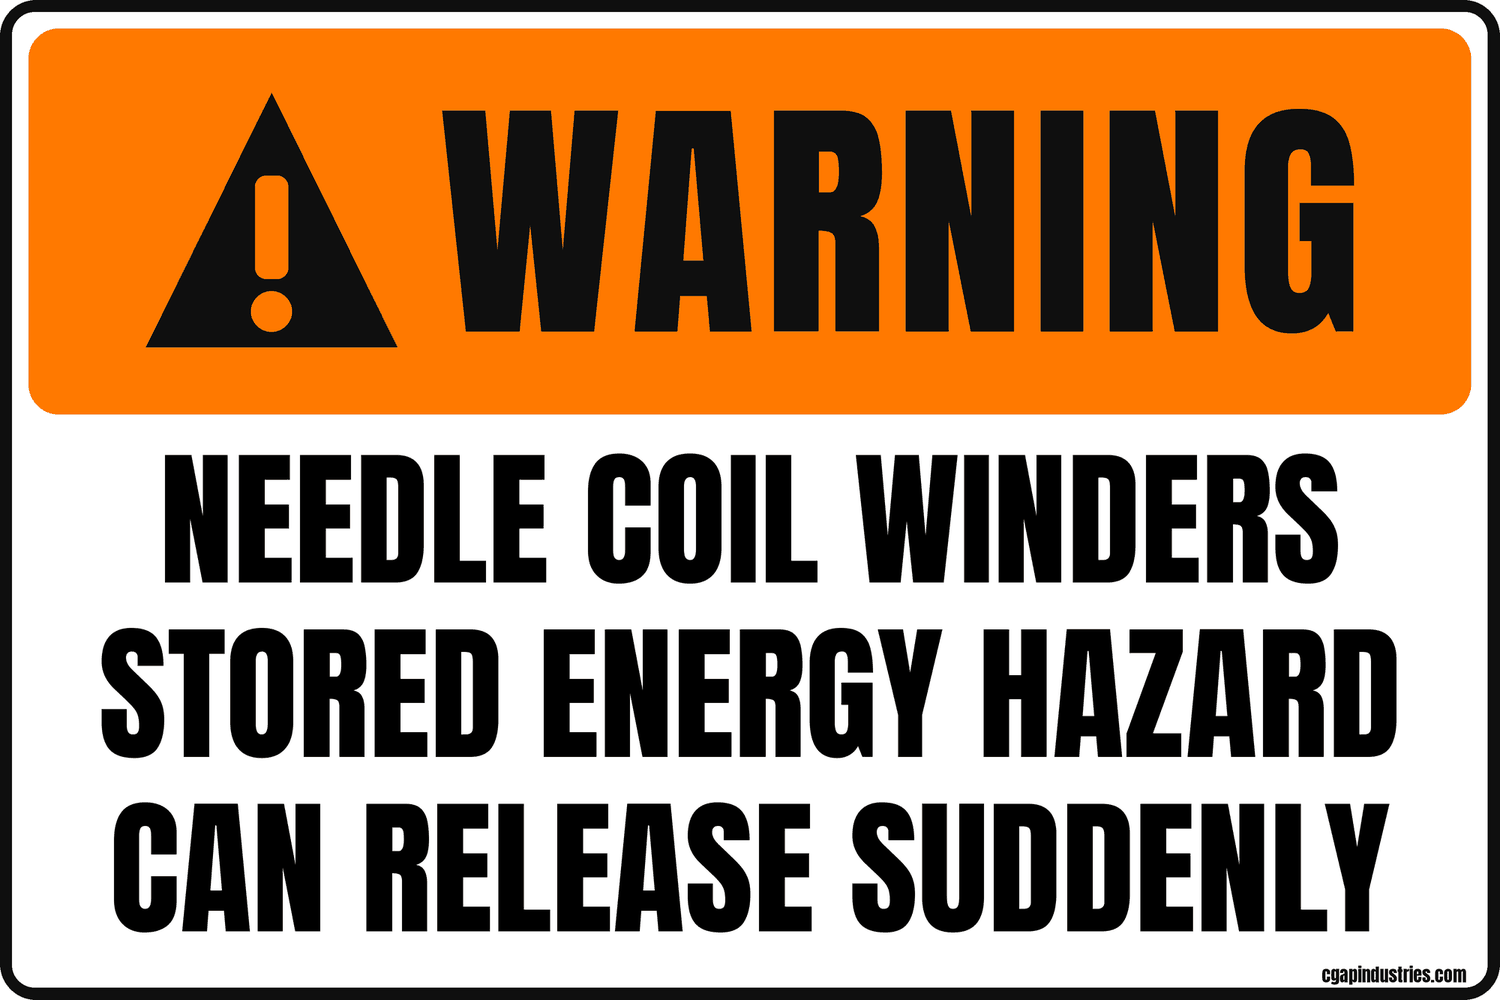 WARNING
NEEDLE COIL WINDERS
STORED ENERGY HAZARD
CAN RELEASE SUDDENLY
cgapindustries.com